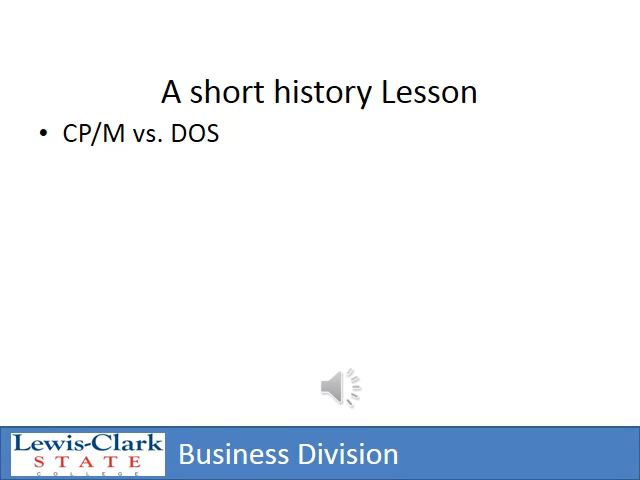 A short history Lesson
• CP/M vs. DOS
Lewis-Clark
STATE
COLLEGE
Business Division